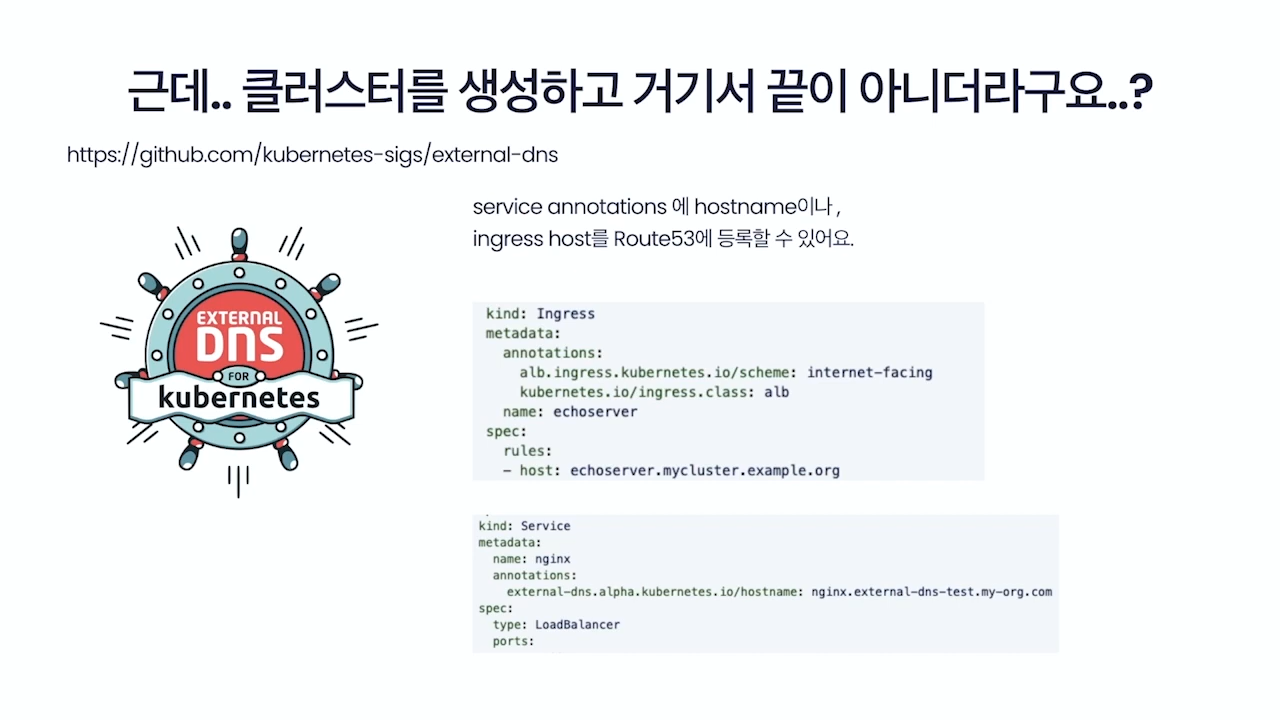 근데.. 클러스터를 생성하고 거기서 끝이 아니더라구요..?
https://github.com/kubernetes-sigs/external-dns
service annotations 에 hostname이나 ,
ingress host를 Route53에 등록할 수 있어요.
EXTERNAL
DNS
FOR
kubernetes
kind: Ingress
metadata:
  annotations:
    alb.ingress.kubernetes.io/scheme: internet-facing
    kubernetes.io/ingress.class: alb
  name: echoserver
spec:
  rules:
  - host: echoserver.mycluster.example.org
kind: Service
metadata:
  name: nginx
  annotations:
    external-dns.alpha.kubernetes.io/hostname: nginx.external-dns-test.my-org.com
spec:
  type: LoadBalancer
  ports: